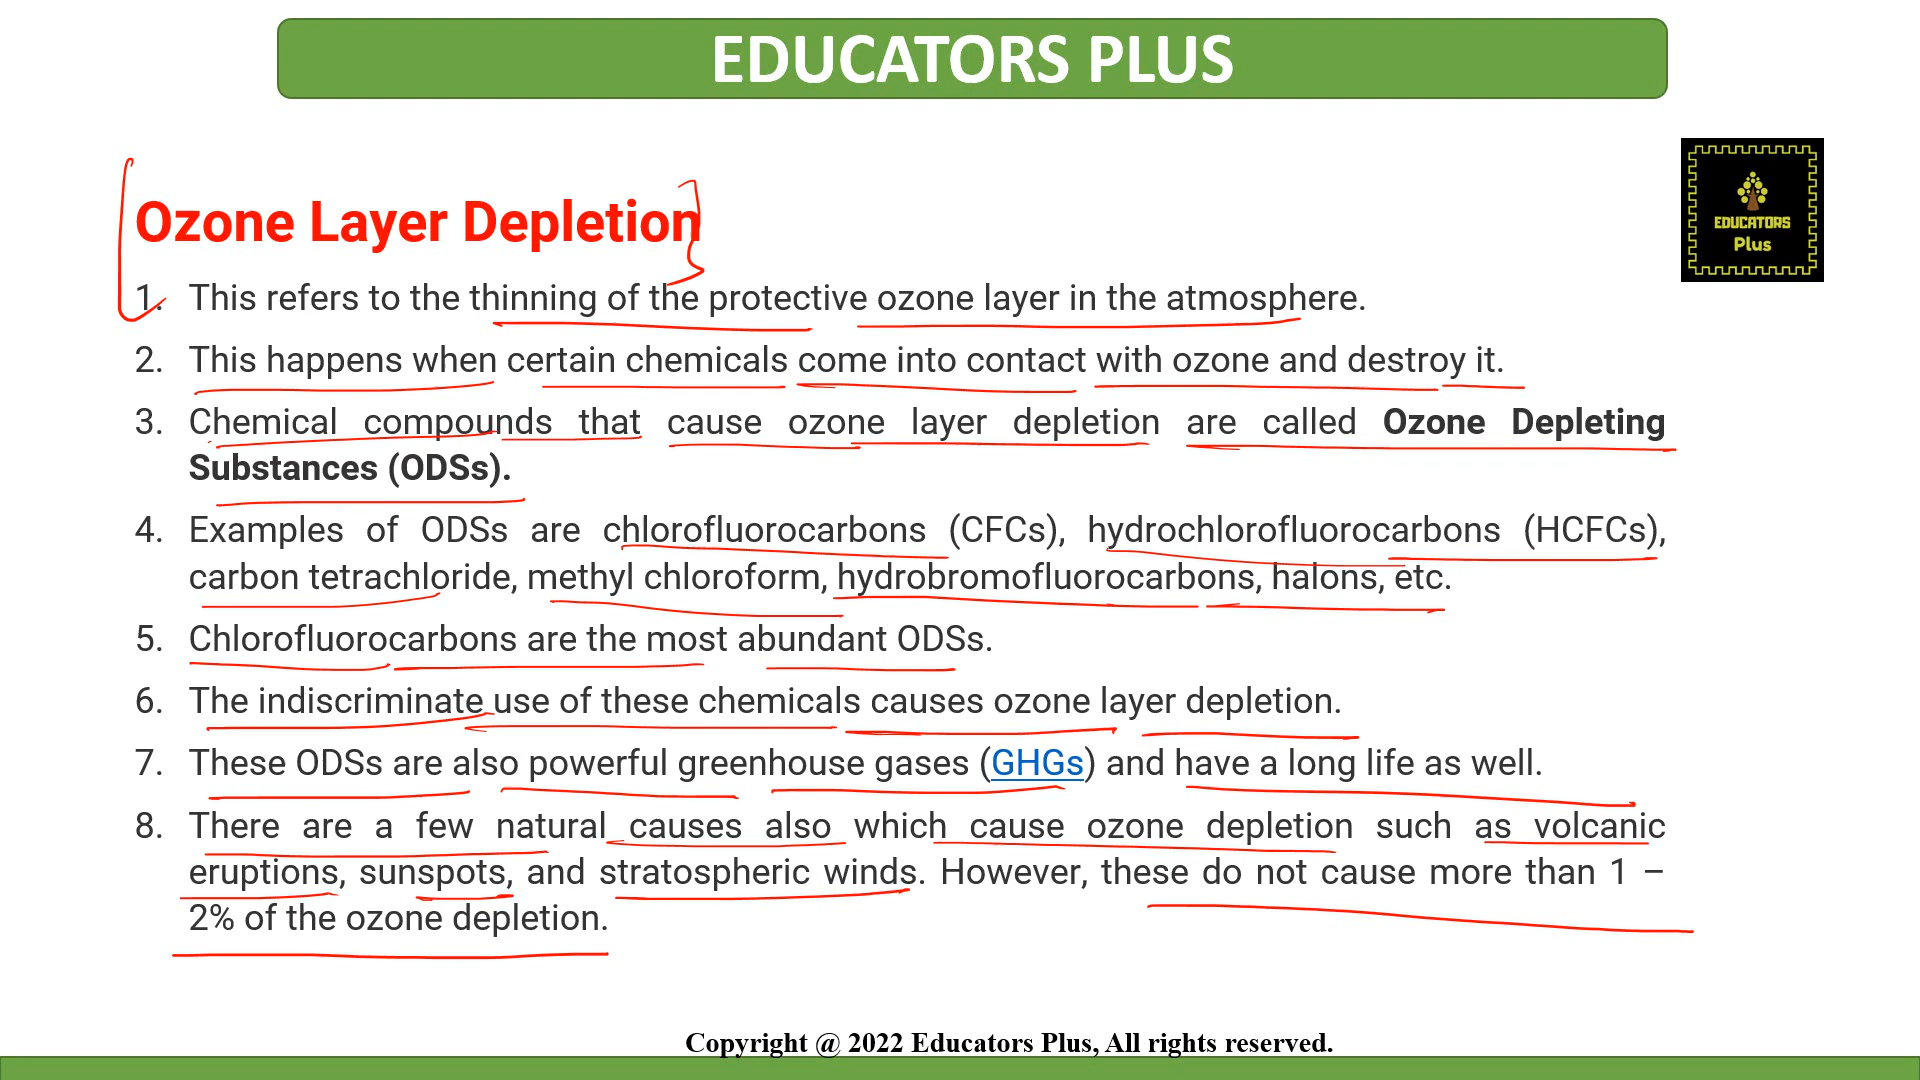 EDUCATORS PLUS
EDUCATORS
Plus
Ozone Layer Depletion
1. This refers to the thinning of the protective ozone layer in the atmosphere.
2. This happens when certain chemicals come into contact with ozone and destroy it.
3. Chemical compounds that cause ozone layer depletion are called Ozone Depleting
Substances (ODSs).
4. Examples of ODSs are chlorofluorocarbons (CFCs), hydrochlorofluorocarbons (HCFCs),
carbon tetrachloride, methyl chloroform, hydrobromofluorocarbons, halons, etc.
5. Chlorofluorocarbons are the most abundant ODSs.
6. The indiscriminate use of these chemicals causes ozone layer depletion.
7. These ODSs are also powerful greenhouse gases (GHGs) and have a long life as well.
8. There are a few natural causes also which cause ozone depletion such as volcanic
eruptions, sunspots, and stratospheric winds. However, these do not cause more than 1 –
2% of the ozone depletion.
Copyright @ 2022 Educators Plus, All rights reserved.